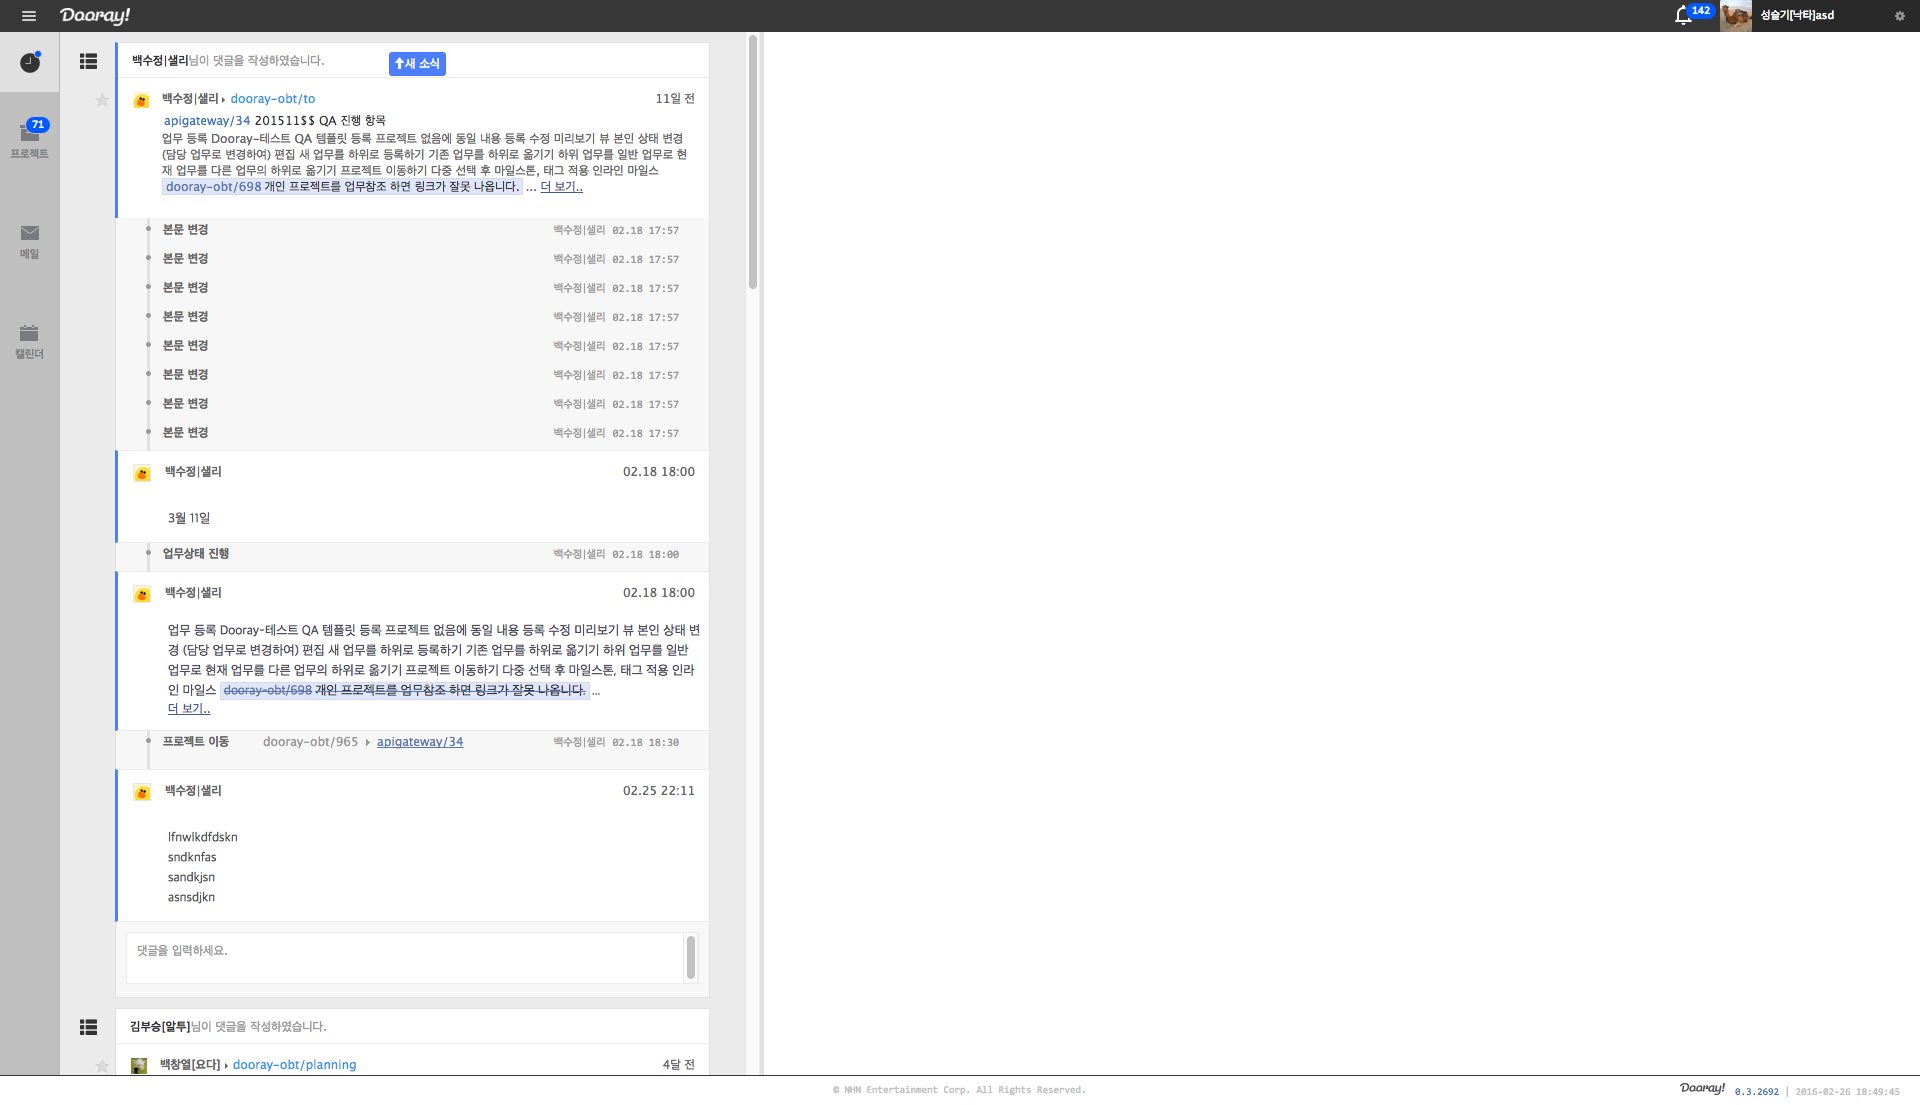 Dooray!
142
성슬기[낙타]asd
71
프로젝트
메일
캘린더
백수정|샐리님이 댓글을 작성하였습니다.
새 소식
백수정|샐리 dooray-obt/to
11일 전
apigateway/34 201511$$ QA 진행 항목
업무 등록 Dooray-테스트 QA 템플릿 등록 프로젝트 없음에 동일 내용 등록 수정 미리보기 뷰 본인 상태 변경
(담당 업무로 변경하여) 편집 새 업무를 하위로 등록하기 기존 업무를 하위로 옮기기 하위 업무를 일반 업무로 현
재 업무를 다른 업무의 하위로 옮기기 프로젝트 이동하기 다중 선택 후 마일스톤, 태그 적용 인라인 마일스
dooray-obt/698 개인 프로젝트를 업무참조 하면 링크가 잘못 나옵니다. ... 더 보기..
본문 변경 백수정|샐리 02.18 17:57
본문 변경 백수정|샐리 02.18 17:57
본문 변경 백수정|샐리 02.18 17:57
본문 변경 백수정|샐리 02.18 17:57
본문 변경 백수정|샐리 02.18 17:57
본문 변경 백수정|샐리 02.18 17:57
본문 변경 백수정|샐리 02.18 17:57
본문 변경 백수정|샐리 02.18 17:57
백수정|샐리 02.18 18:00
3월 11일
업무상태 진행 백수정|샐리 02.18 18:00
백수정|샐리 02.18 18:00
업무 등록 Dooray-테스트 QA 템플릿 등록 프로젝트 없음에 동일 내용 등록 수정 미리보기 뷰 본인 상태 변
경 (담당 업무로 변경하여) 편집 새 업무를 하위로 등록하기 기존 업무를 하위로 옮기기 하위 업무를 일반
업무로 현재 업무를 다른 업무의 하위로 옮기기 프로젝트 이동하기 다중 선택 후 마일스톤, 태그 적용 인라
인 마일스 dooray-obt/698 개인 프로젝트를 업무참조 하면 링크가 잘못 나옵니다. ...
더 보기..
프로젝트 이동 dooray-obt/965 apigateway/34 백수정|샐리 02.18 18:30
백수정|샐리 02.25 22:11
lfnwlkdfdskn
sndknfas
sandkjsn
asnsdjkn
댓글을 입력하세요.
김부승[알투]님이 댓글을 작성하였습니다.
백창열[요다] dooray-obt/planning 4달 전
© NHN Entertainment Corp. All Rights Reserved.
Dooray! 0.3.2692 | 2016-02-26 18:49:45